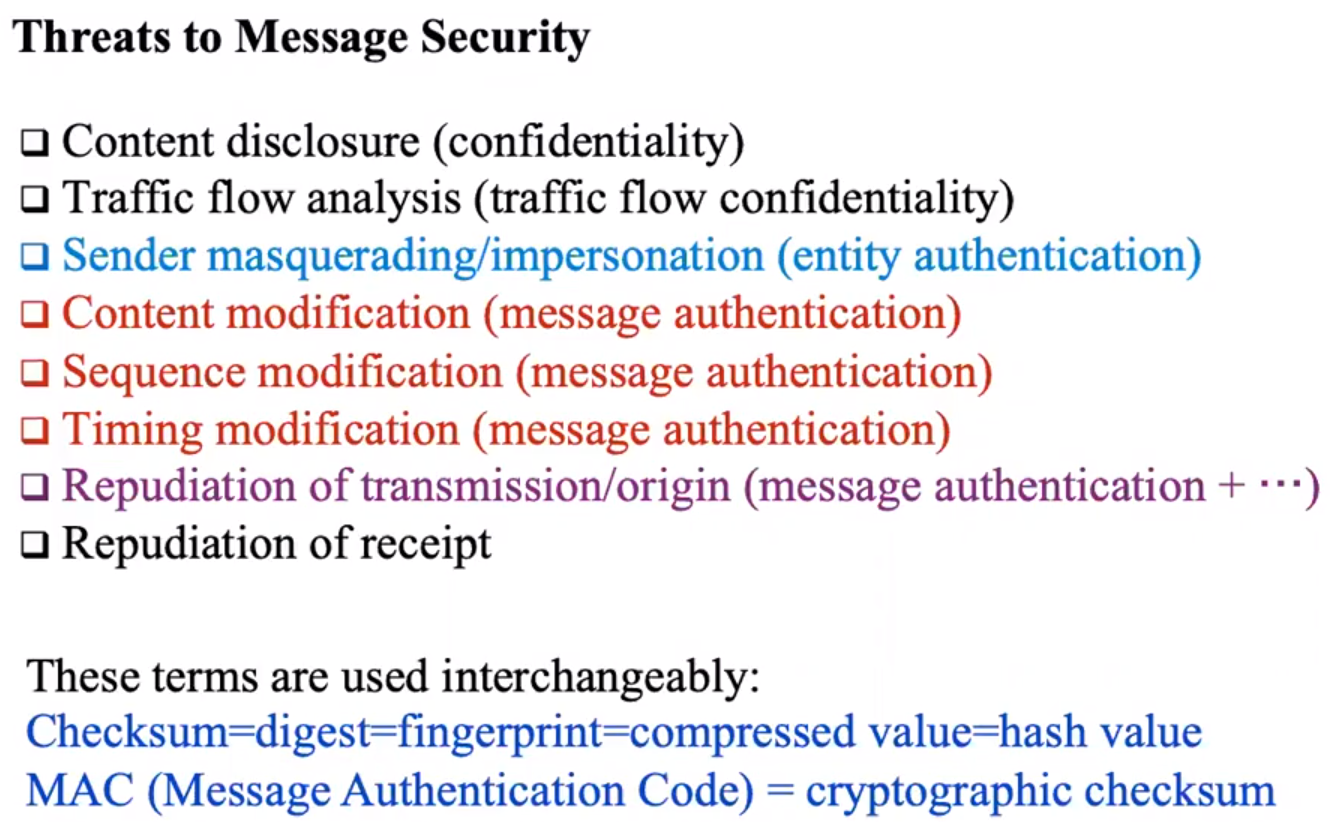 Threats to Message Security
❑ Content disclosure (confidentiality)
❑ Traffic flow analysis (traffic flow confidentiality)
❑ Sender masquerading/impersonation (entity authentication)
❑ Content modification (message authentication)
❑ Sequence modification (message authentication)
❑ Timing modification (message authentication)
❑ Repudiation of transmission/origin (message authentication + ⋯)
❑ Repudiation of receipt
These terms are used interchangeably:
Checksum=digest=fingerprint=compressed value=hash value
MAC (Message Authentication Code) = cryptographic checksum